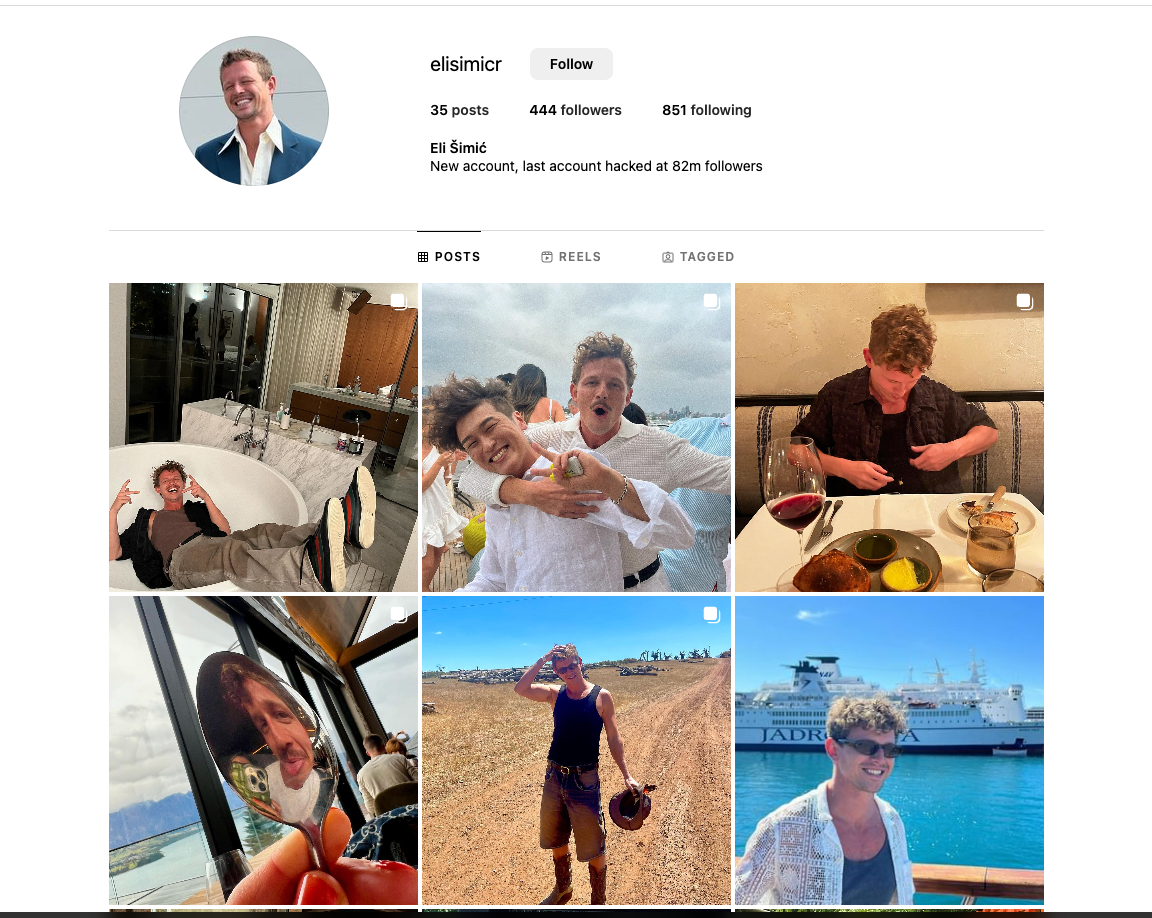 elisimicr Follow
35 posts 444 followers 851 following
Eli Šimić
New account, last account hacked at 82m followers
POSTS REELS TAGGED
NAV
JADRO A